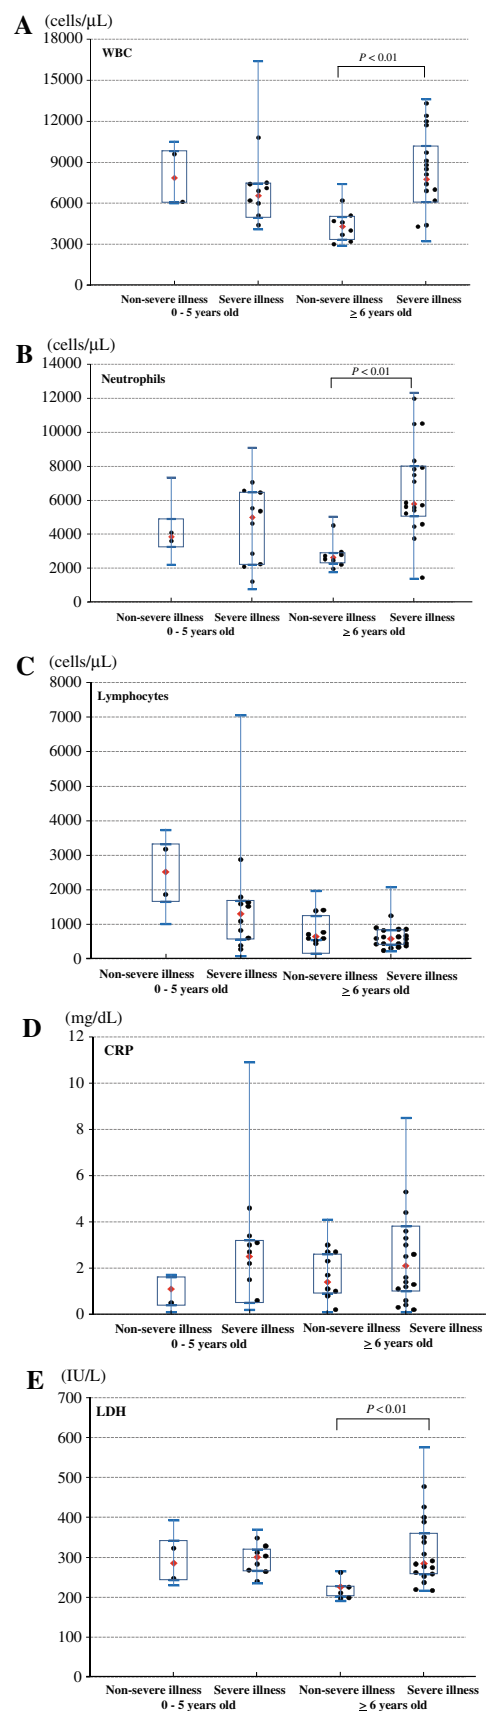 A (cells/μL)
18000
WBC
P < 0.01
15000
12000
9000
6000
3000
0
Non-severe illness Severe illness Non-severe illness Severe illness
0 - 5 years old ≥ 6 years old
B (cells/μL)
14000
Neutrophils
P < 0.01
12000
10000
8000
6000
4000
2000
0
Non-severe illness Severe illness Non-severe illness Severe illness
0 - 5 years old ≥ 6 years old
C (cells/μL)
8000
Lymphocytes
7000
6000
5000
4000
3000
2000
1000
0
Non-severe illness Severe illness Non-severe illness Severe illness
0 - 5 years old ≥ 6 years old
D (mg/dL)
12
CRP
10
8
6
4
2
0
Non-severe illness Severe illness Non-severe illness Severe illness
0 - 5 years old ≥ 6 years old
E (IU/L)
700
LDH
P < 0.01
600
500
400
300
200
100
0
Non-severe illness Severe illness Non-severe illness Severe illness
0 - 5 years old ≥ 6 years old